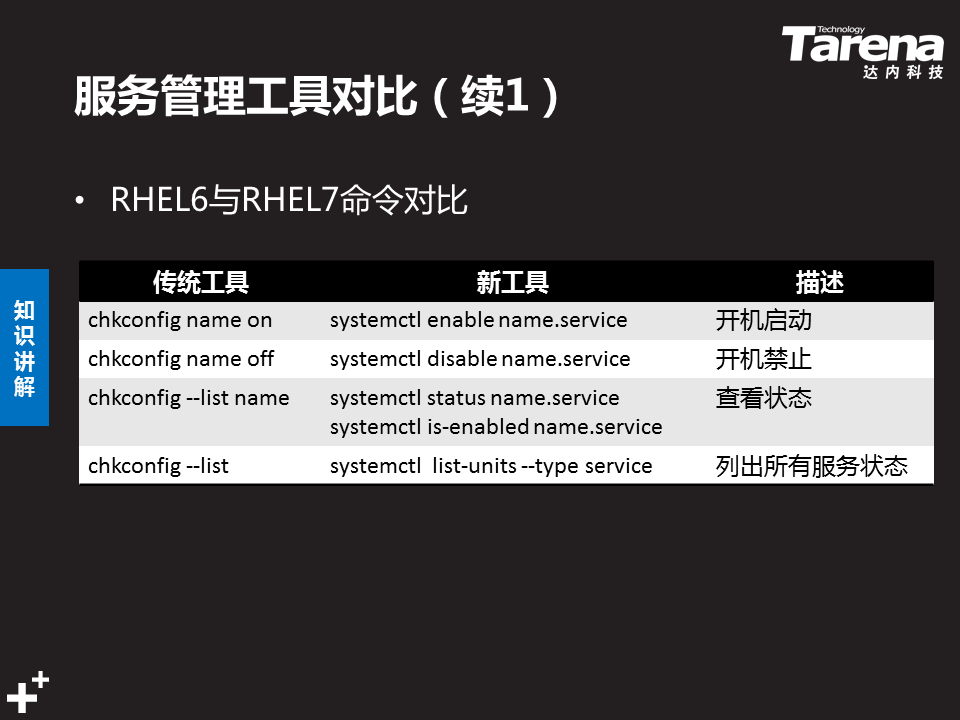 Technology
Tarena
达内科技
服务管理工具对比（续1）
• RHEL6与RHEL7命令对比
知识讲解
传统工具 新工具 描述
chkconfig name on systemctl enable name.service 开机启动
chkconfig name off systemctl disable name.service 开机禁止
chkconfig --list name systemctl status name.service 查看状态
systemctl is-enabled name.service
chkconfig --list systemctl list-units --type service 列出所有服务状态